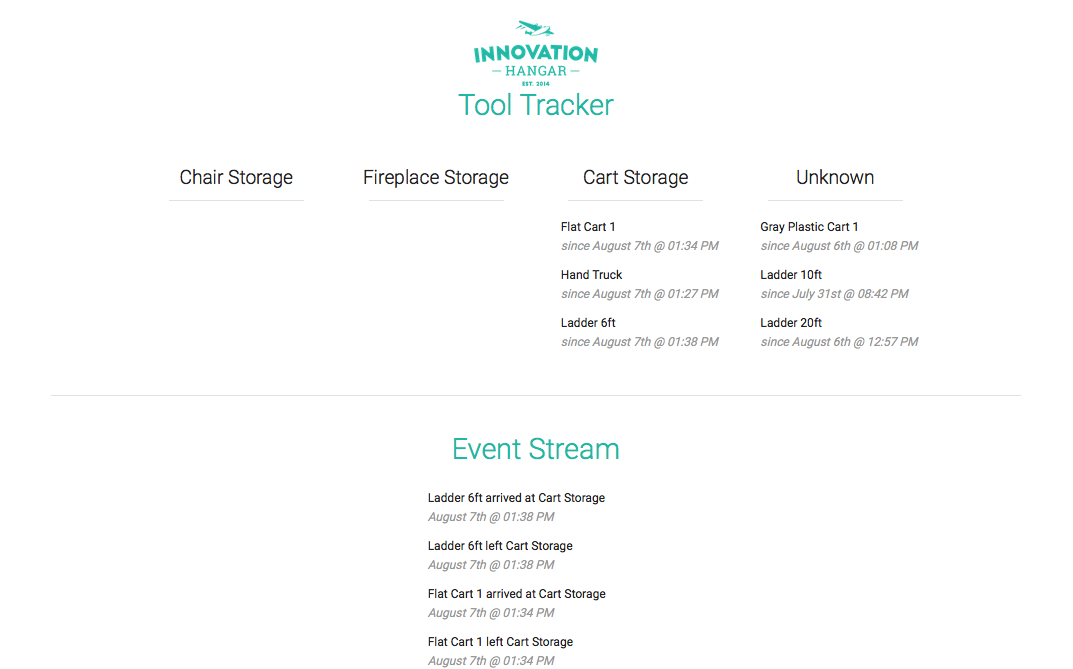 INNOVATION
HANGAR
EST. 2014
Tool Tracker
Chair Storage
Fireplace Storage
Cart Storage
Flat Cart 1
since August 7th @ 01:34 PM
Hand Truck
since August 7th @ 01:27 PM
Ladder 6ft
since August 7th @ 01:38 PM
Unknown
Gray Plastic Cart 1
since August 6th @ 01:08 PM
Ladder 10ft
since July 31st @ 08:42 PM
Ladder 20ft
since August 6th @ 12:57 PM
Event Stream
Ladder 6ft arrived at Cart Storage
August 7th @ 01:38 PM
Ladder 6ft left Cart Storage
August 7th @ 01:38 PM
Flat Cart 1 arrived at Cart Storage
August 7th @ 01:34 PM
Flat Cart 1 left Cart Storage
August 7th @ 01:34 PM